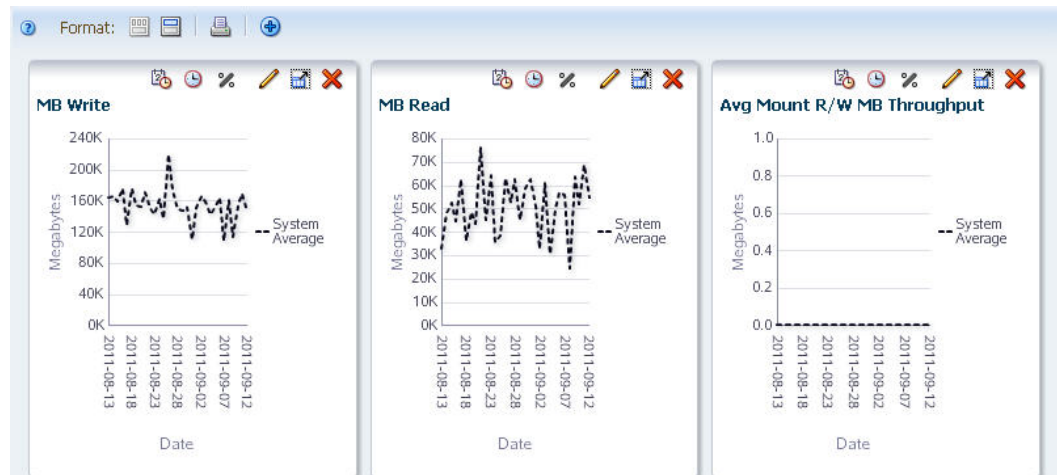 Format:
MB Write
240K
200K
160K
120K
80K
40K
0K
Megabytes
System
Average
2011-08-13
2011-08-18
2011-08-23
2011-08-28
2011-09-02
2011-09-07
2011-09-12
Date
MB Read
80K
70K
60K
50K
40K
30K
20K
10K
0K
Megabytes
System
Average
2011-08-13
2011-08-18
2011-08-23
2011-08-28
2011-09-02
2011-09-07
2011-09-12
Date
Avg Mount R/W MB Throughput
1.0
0.8
0.6
0.4
0.2
0.0
Megabytes
System
Average
2011-08-13
2011-08-18
2011-08-23
2011-08-28
2011-09-02
2011-09-07
2011-09-12
Date